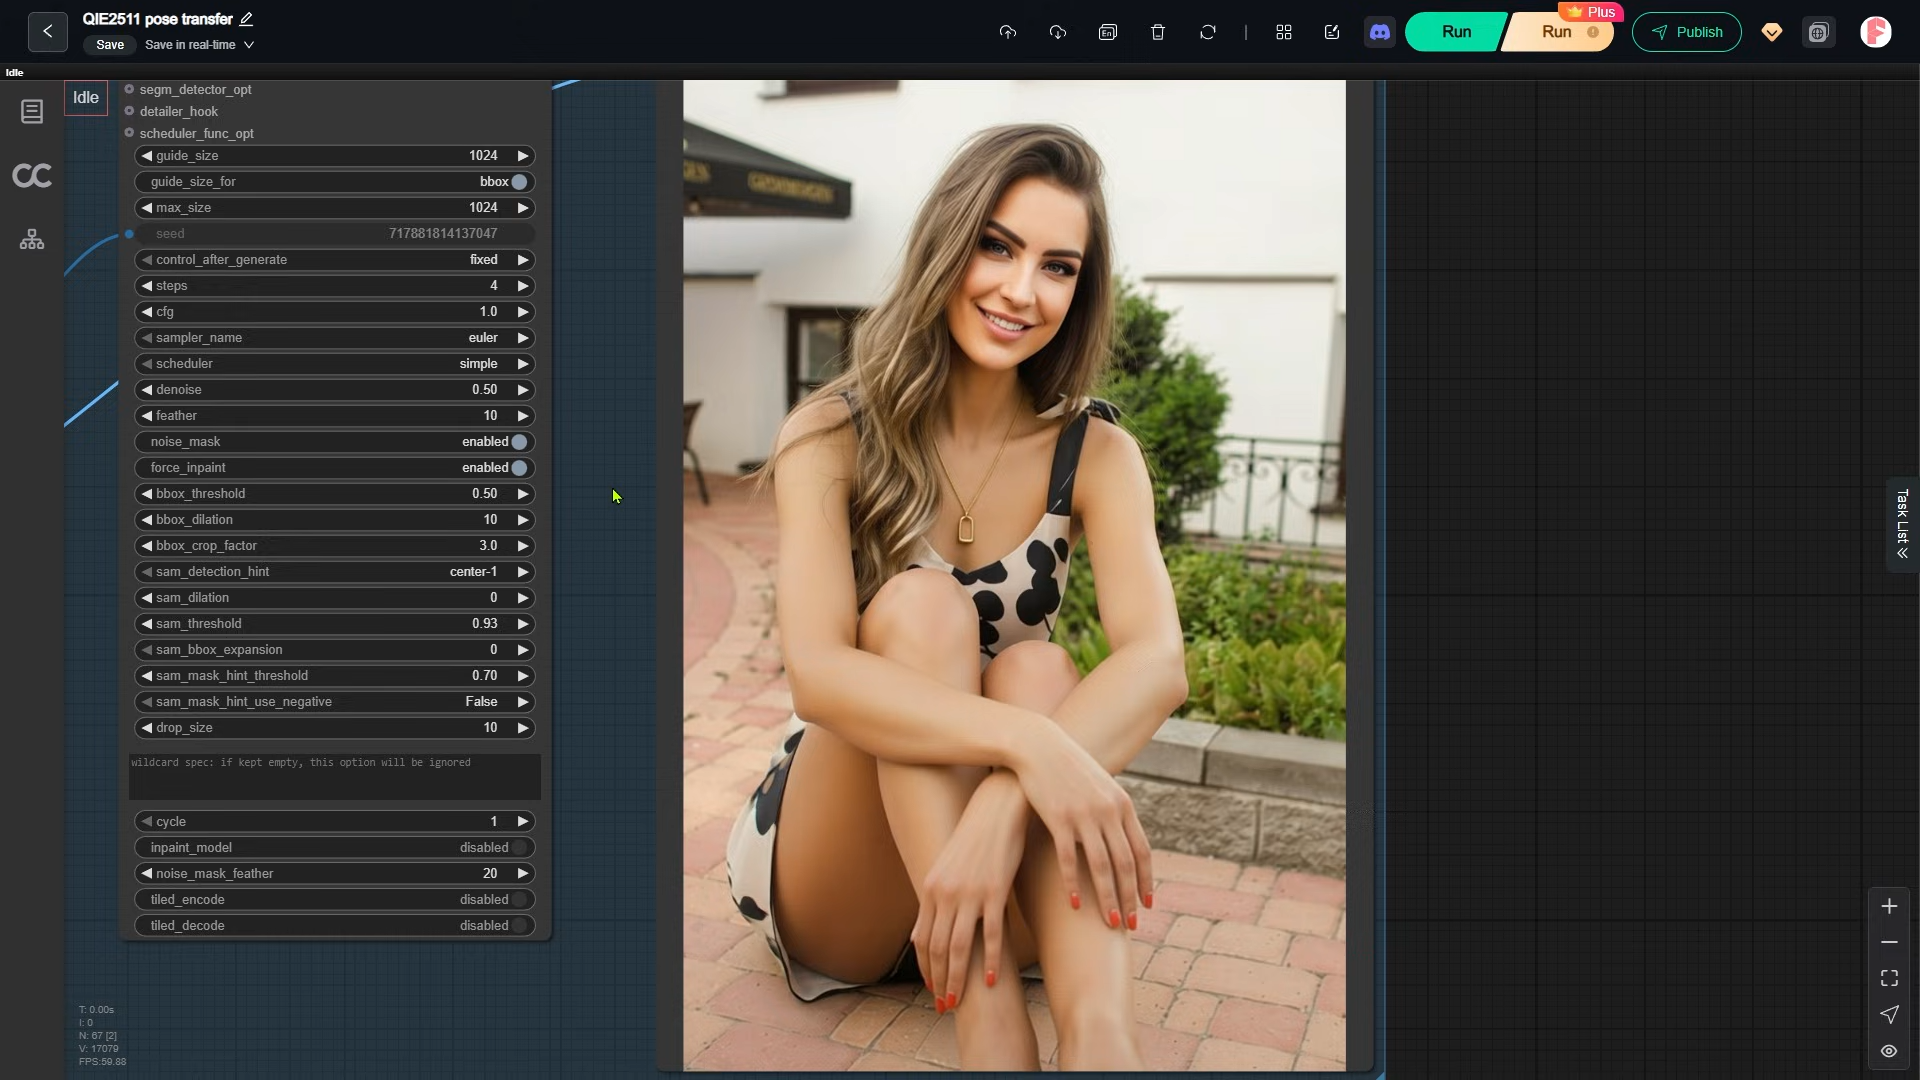 QIE2511 pose transfer
Save
Save in real-time
En
Run
Run
Plus
Publish
Idle
Idle
segm_detector_opt
detailer_hook
scheduler_func_opt
guide_size 1024
guide_size_for bbox
max_size 1024
seed 717881814137047
control_after_generate fixed
steps 4
cfg 1.0
sampler_name euler
scheduler simple
denoise 0.50
feather 10
noise_mask enabled
force_inpaint enabled
bbox_threshold 0.50
bbox_dilation 10
bbox_crop_factor 3.0
sam_detection_hint center-1
sam_dilation 0
sam_threshold 0.93
sam_bbox_expansion 0
sam_mask_hint_threshold 0.70
sam_mask_hint_use_negative False
drop_size 10
wildcard spec: if kept empty, this option will be ignored
cycle 1
inpaint_model disabled
noise_mask_feather 20
tiled_encode disabled
tiled_decode disabled
T: 0.00s
I: 0
N: 67 [2]
V: 17079
FPS:59.88
Task List